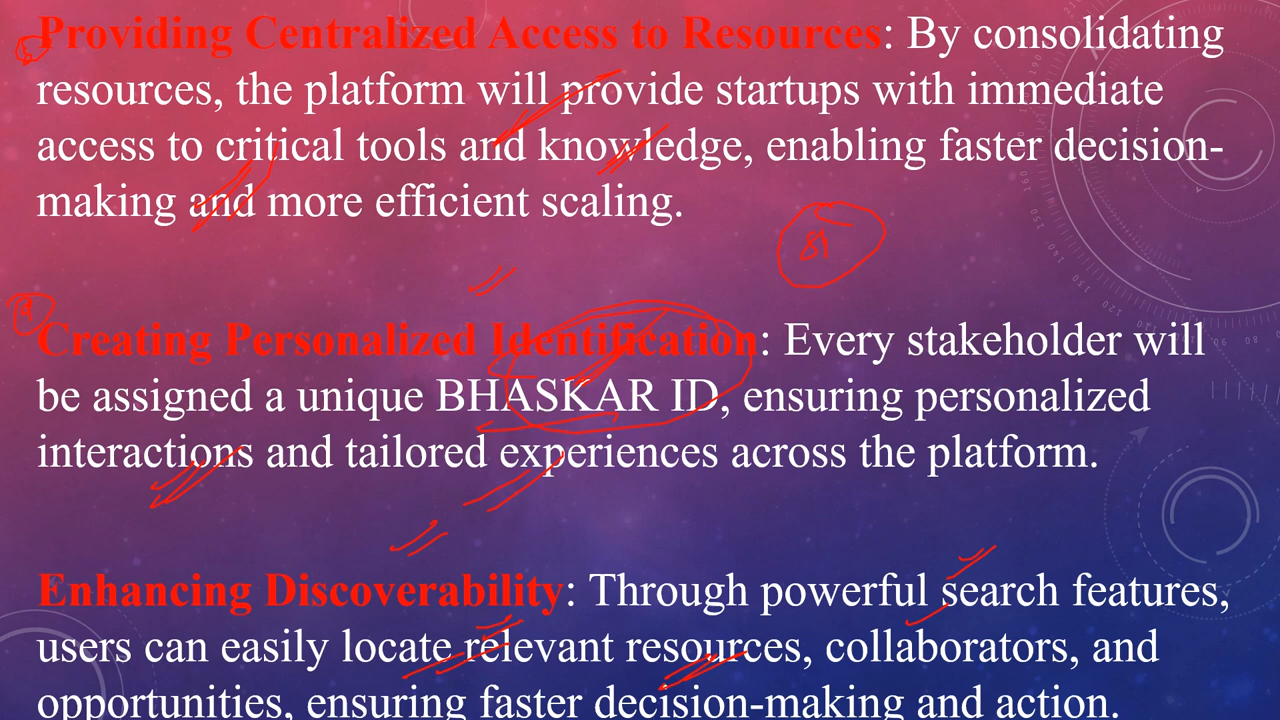 Providing Centralized Access to Resources: By consolidating
resources, the platform will provide startups with immediate
access to critical tools and knowledge, enabling faster decision-
making and more efficient scaling.
Creating Personalized Identification: Every stakeholder will
be assigned a unique BHASKAR ID, ensuring personalized
interactions and tailored experiences across the platform.
Enhancing Discoverability: Through powerful search features,
users can easily locate relevant resources, collaborators, and
opportunities, ensuring faster decision-making and action.